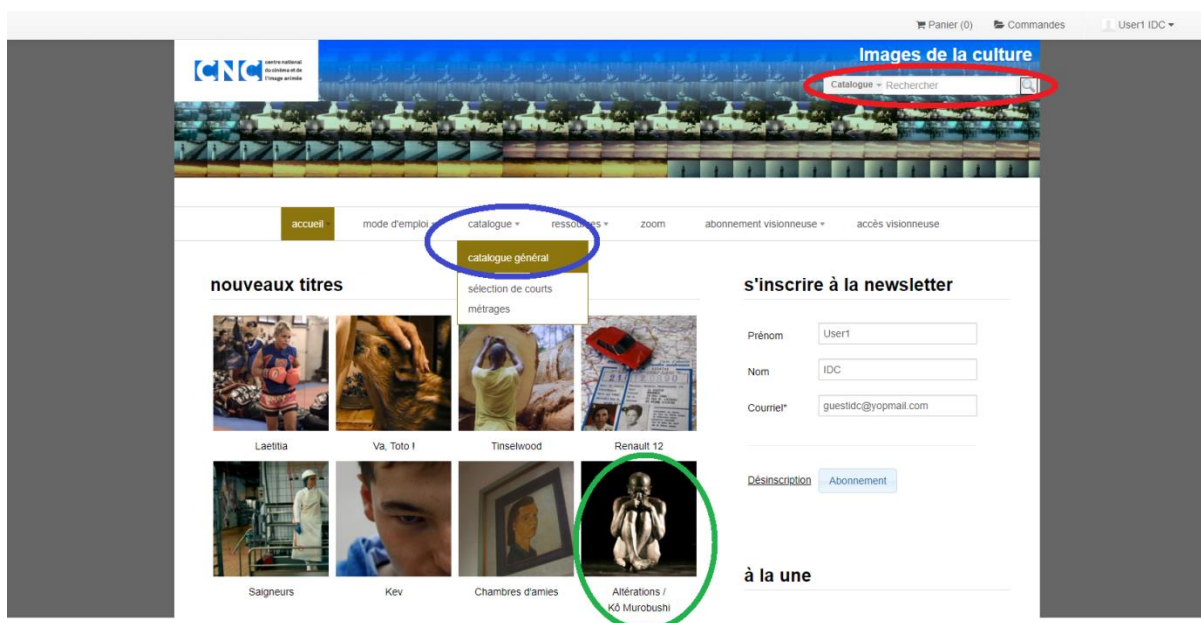 Panier (0) Commandes User1 IDC
CNC
centre national
du cinéma et de
l'image animée
Images de la culture
Catalogue Rechercher
accueil mode d'emploi catalogue ressources zoom abonnement visionneuse accès visionneuse
catalogue général
sélection de courts
métrages
nouveaux titres
Laetitia Va, Toto ! Tinselwood Renault 12
Saigneurs Kev Chambres d'amies Altérations /
Kô Murobushi
s'inscrire à la newsletter
Prénom User1
Nom IDC
Courriel* guestidc@yopmail.com
Désinscription Abonnement
à la une